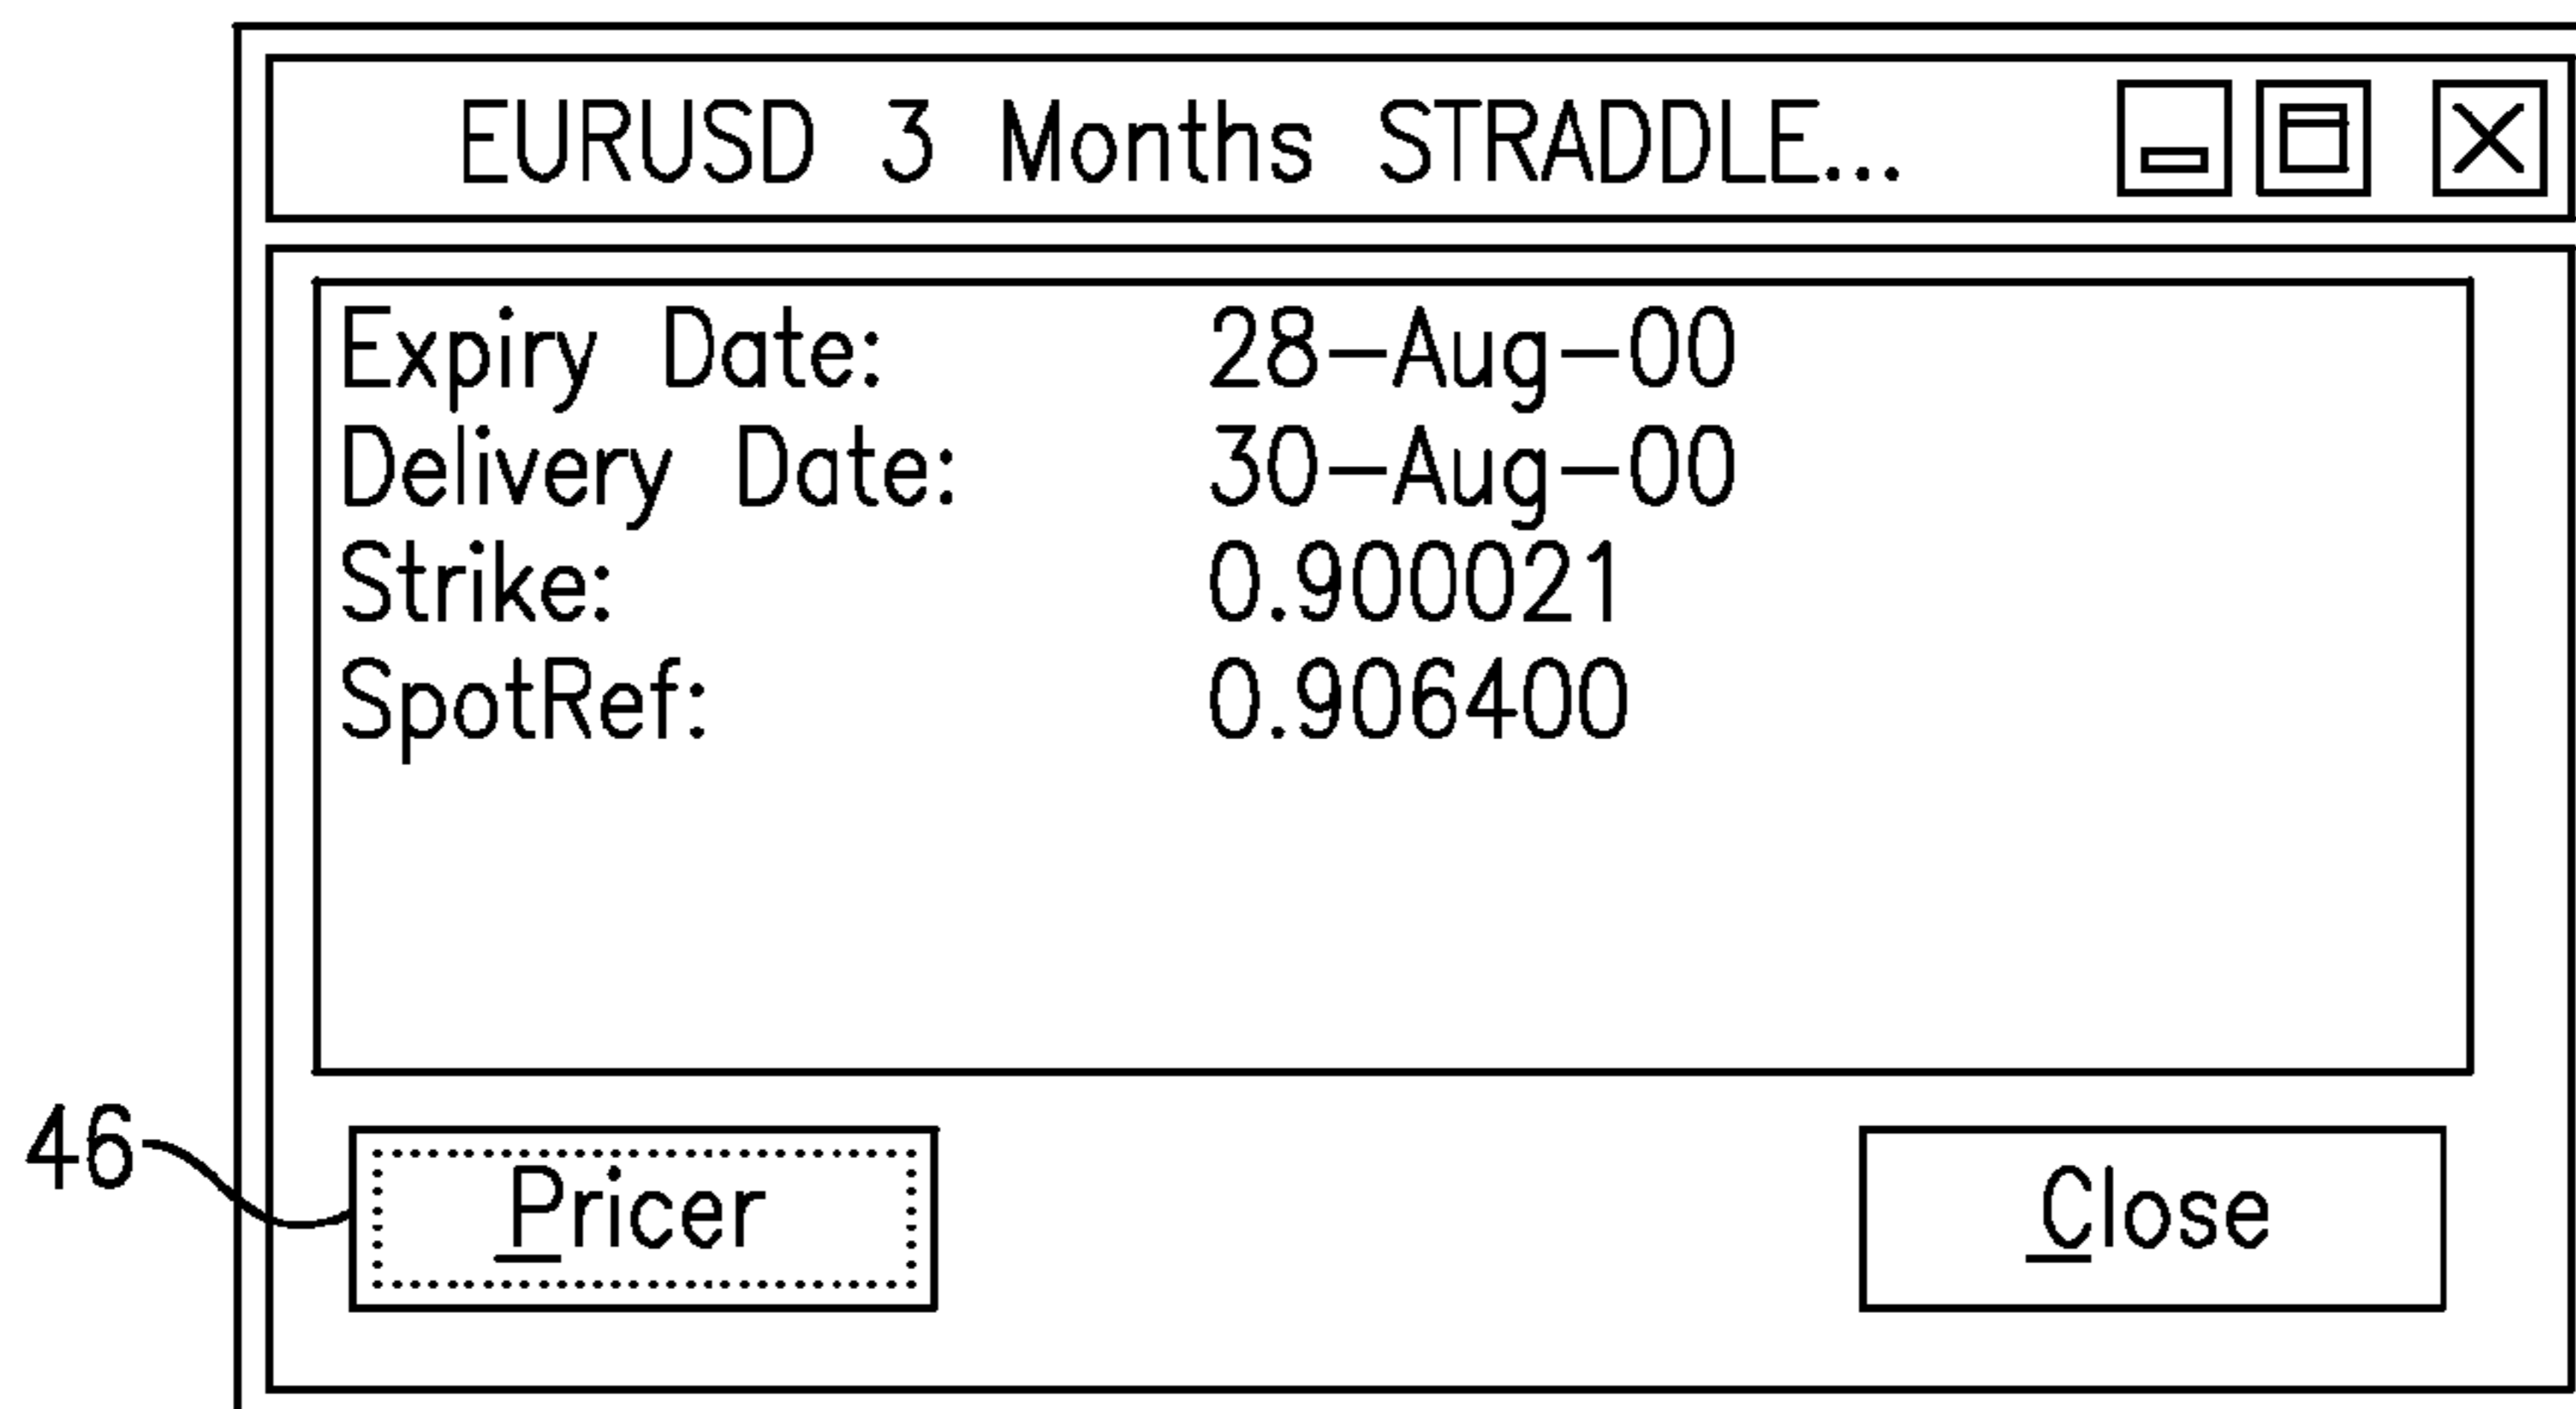 EURUSD 3 Months STRADDLE...
Expiry Date: 28-Aug-00
Delivery Date: 30-Aug-00
Strike: 0.900021
SpotRef: 0.906400
46
Pricer Close